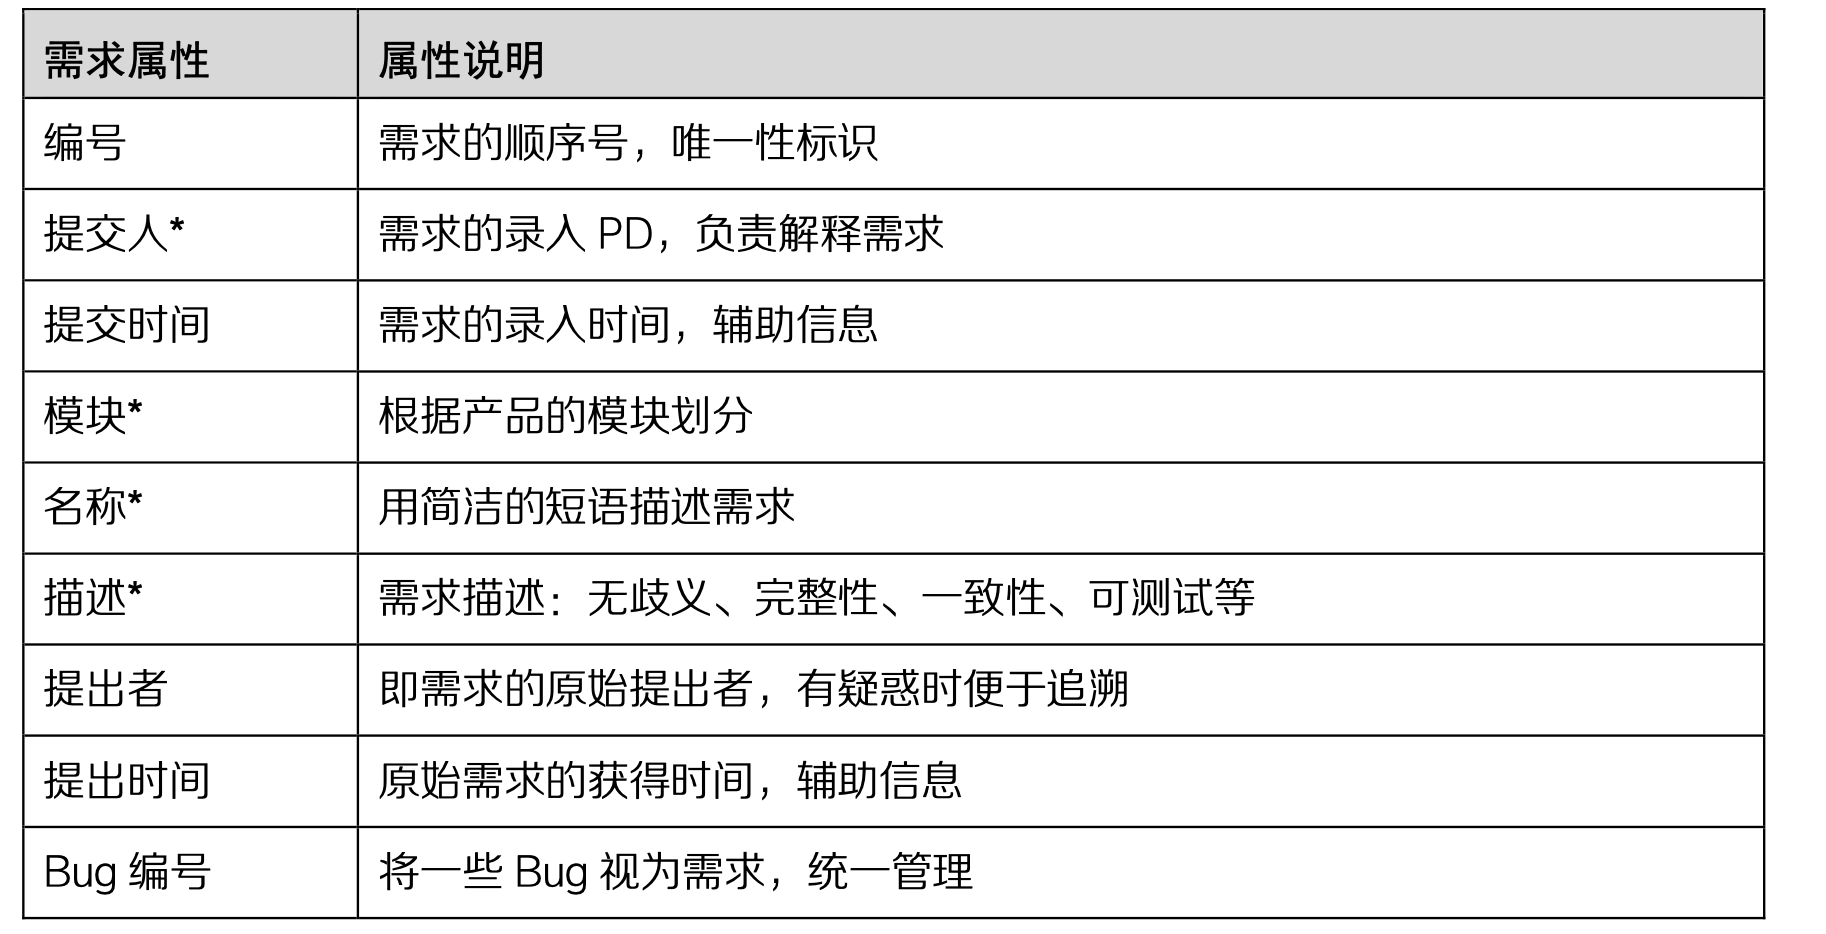 需求属性 属性说明
编号 需求的顺序号，唯一性标识
提交人* 需求的录入 PD，负责解释需求
提交时间 需求的录入时间，辅助信息
模块* 根据产品的模块划分
名称* 用简洁的短语描述需求
描述* 需求描述：无歧义、完整性、一致性、可测试等
提出者 即需求的原始提出者，有疑惑时便于追溯
提出时间 原始需求的获得时间，辅助信息
Bug 编号 将一些 Bug 视为需求，统一管理